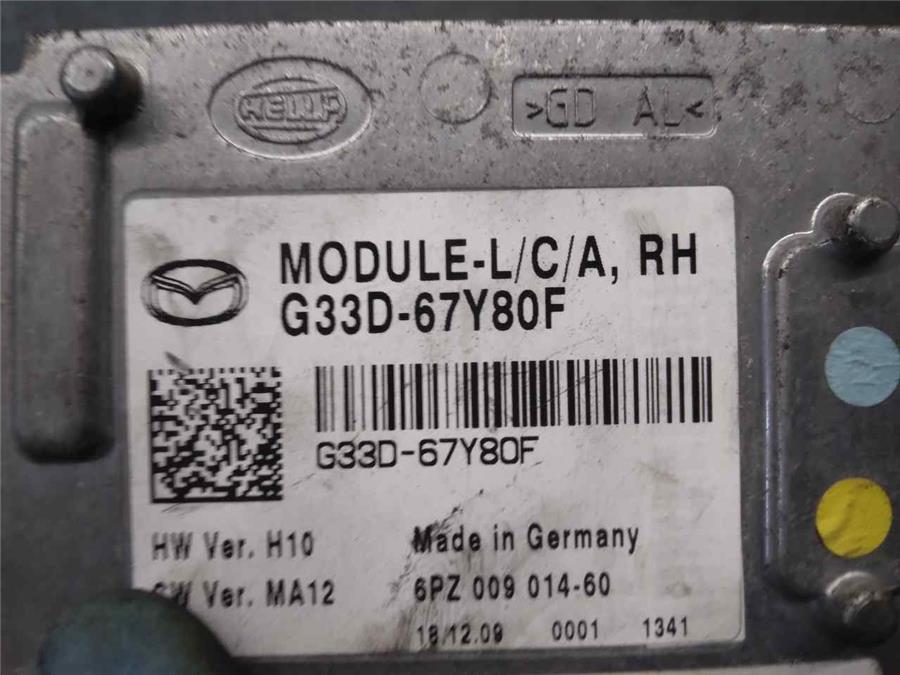 HELLA
>GD AL<
MODULE-L/C/A, RH
G33D-67Y80F
G33D-67Y80F
HW Ver. H10
Made in Germany
SW Ver. MA12
6PZ 009 014-60
18.12.09 0001 1341